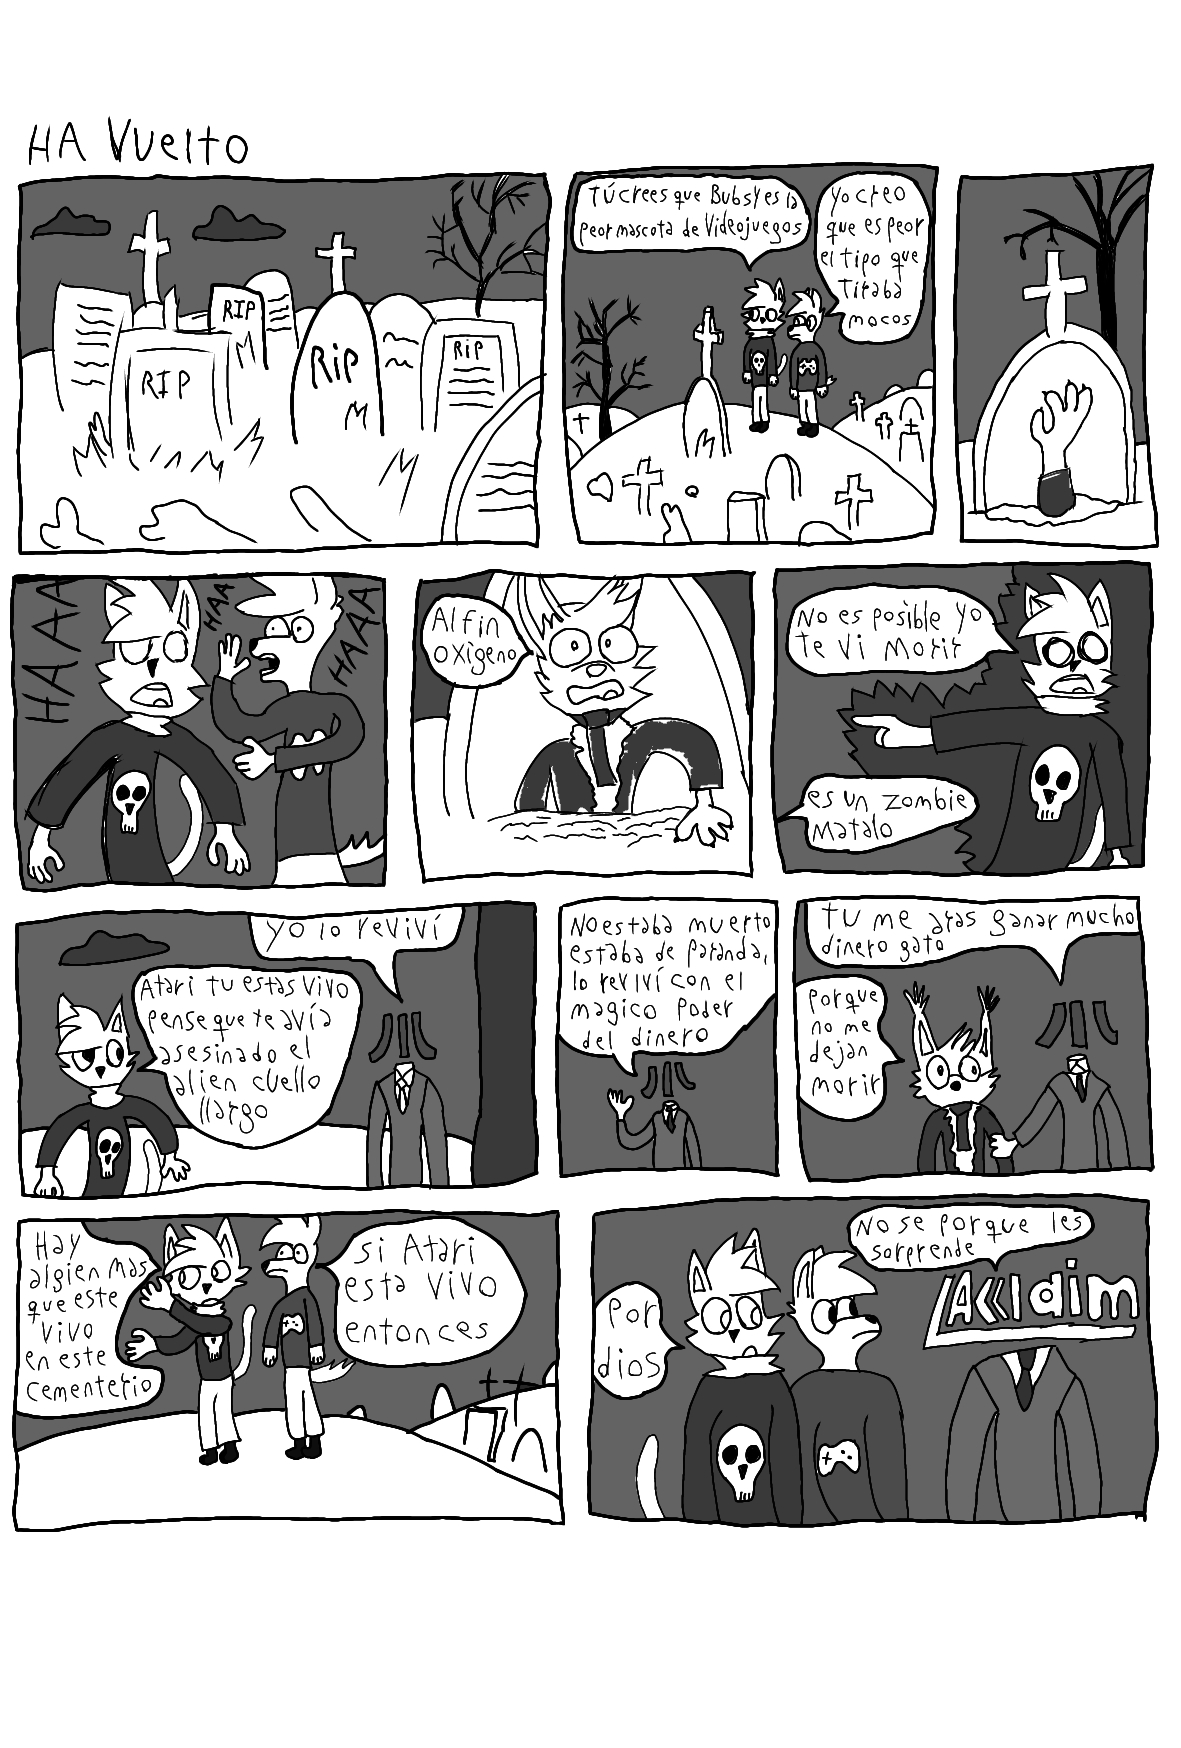 HA Vuelto
RIP
RIP
RIP
RIP
TÚ crees que Bubsy es la
peor mascota de Videojuegos
Yo creo
que es peor
el tipo que
tiraba
mocos
HAAA
HAA
HAAA
Al fin
oxigeno
No es posible yo
te vi morir
es un zombie
Matalo
yo lo reviví
Atari tu estas vivo
pense que te avía
asesinado el
alien cuello
llargo
No estaba muerto
estaba de paranda,
lo reviví con el
magico poder
del dinero
tu me aras ganar mucho
dinero gato
porque
no me
dejan
morir
Hay
algien mas
que este
vivo
en este
cementerio
si Atari
esta vivo
entonces
Por
dios
No se porque les
sorprende
Acclaim